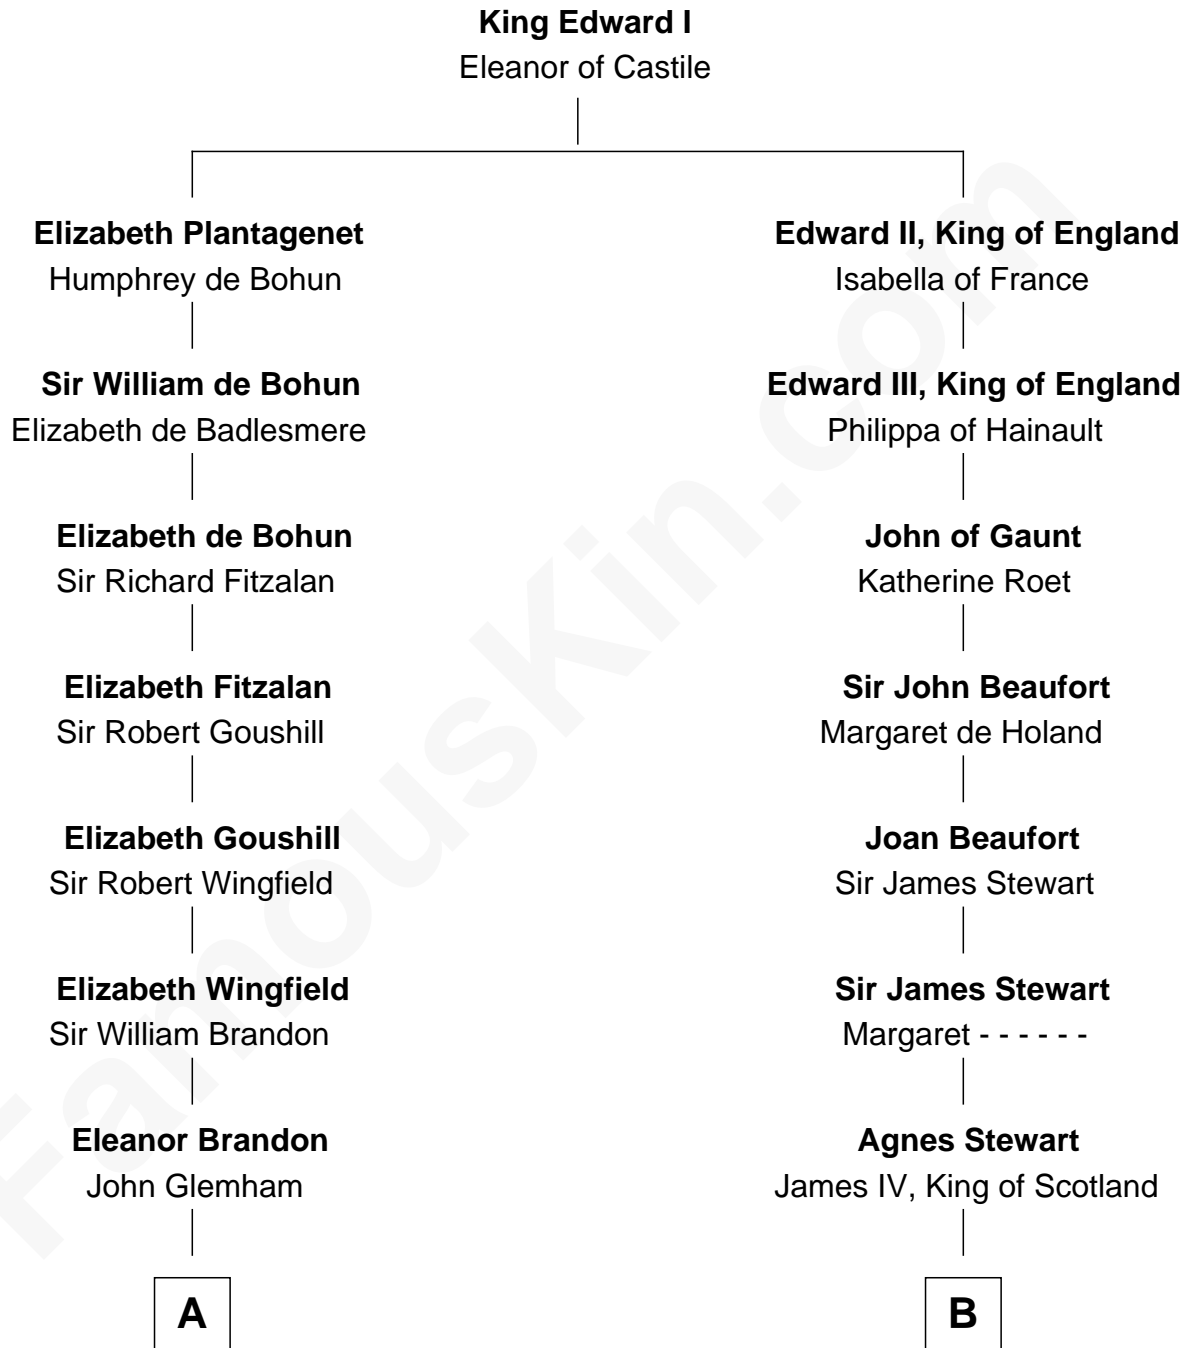 King Edward I
Eleanor of Castile
Elizabeth Plantagenet
Humphrey de Bohun
Edward II, King of England
Isabella of France
Sir William de Bohun
Elizabeth de Badlesmere
Edward III, King of England
Philippa of Hainault
Elizabeth de Bohun
Sir Richard Fitzalan
John of Gaunt
Katherine Roet
Elizabeth Fitzalan
Sir Robert Goushill
Sir John Beaufort
Margaret de Holand
Elizabeth Goushill
Sir Robert Wingfield
Joan Beaufort
Sir James Stewart
Elizabeth Wingfield
Sir William Brandon
Sir James Stewart
Margaret - - - - - -
Eleanor Brandon
John Glemham
Agnes Stewart
James IV, King of Scotland
A
B
FamousKin.com